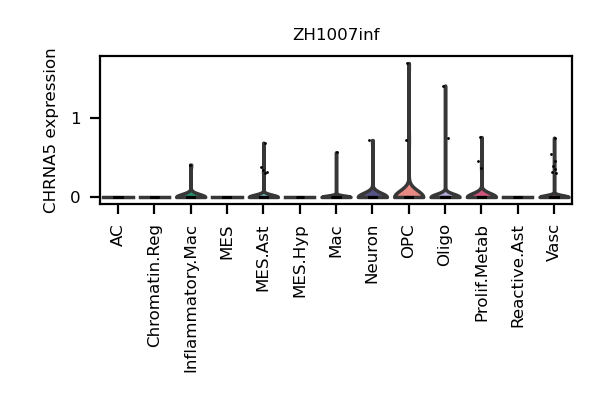 ZH1007inf
CHRNA5 expression
1
0
AC
Chromatin.Reg
Inflammatory.Mac
MES
MES.Ast
MES.Hyp
Mac
Neuron
OPC
Oligo
Prolif.Metab
Reactive.Ast
Vasc